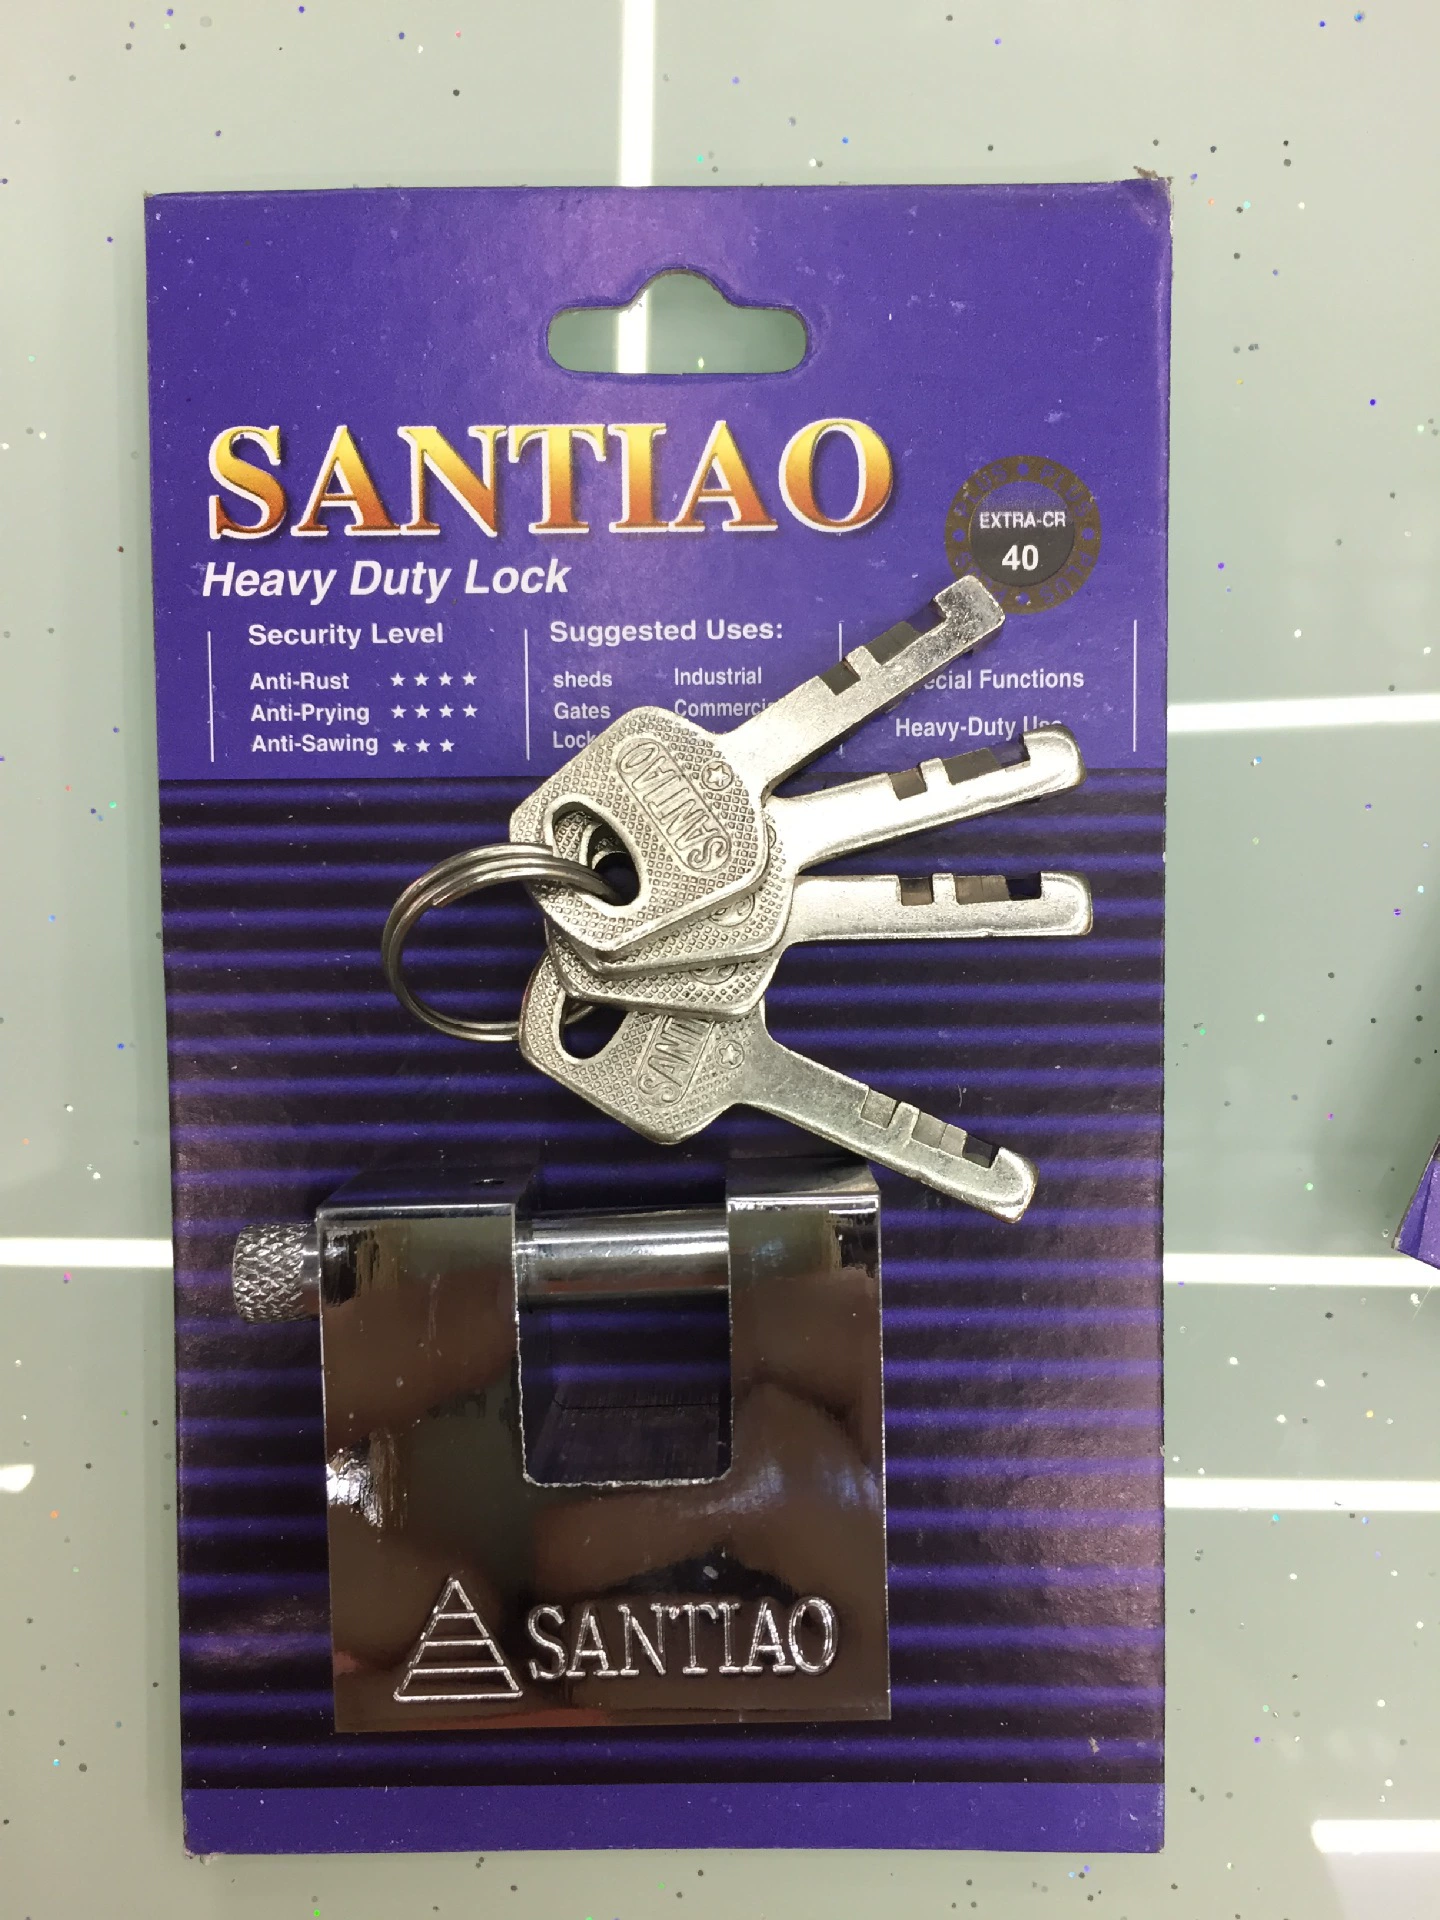 SANTIAO
EXTRA-CR
40
Heavy Duty Lock
Security Level
Anti-Rust ★★★★
Anti-Prying ★★★★
Anti-Sawing ★★★
Suggested Uses:
sheds Industrial
Gates
Functions
Heavy-Duty
SANTIAO
SANTIAO